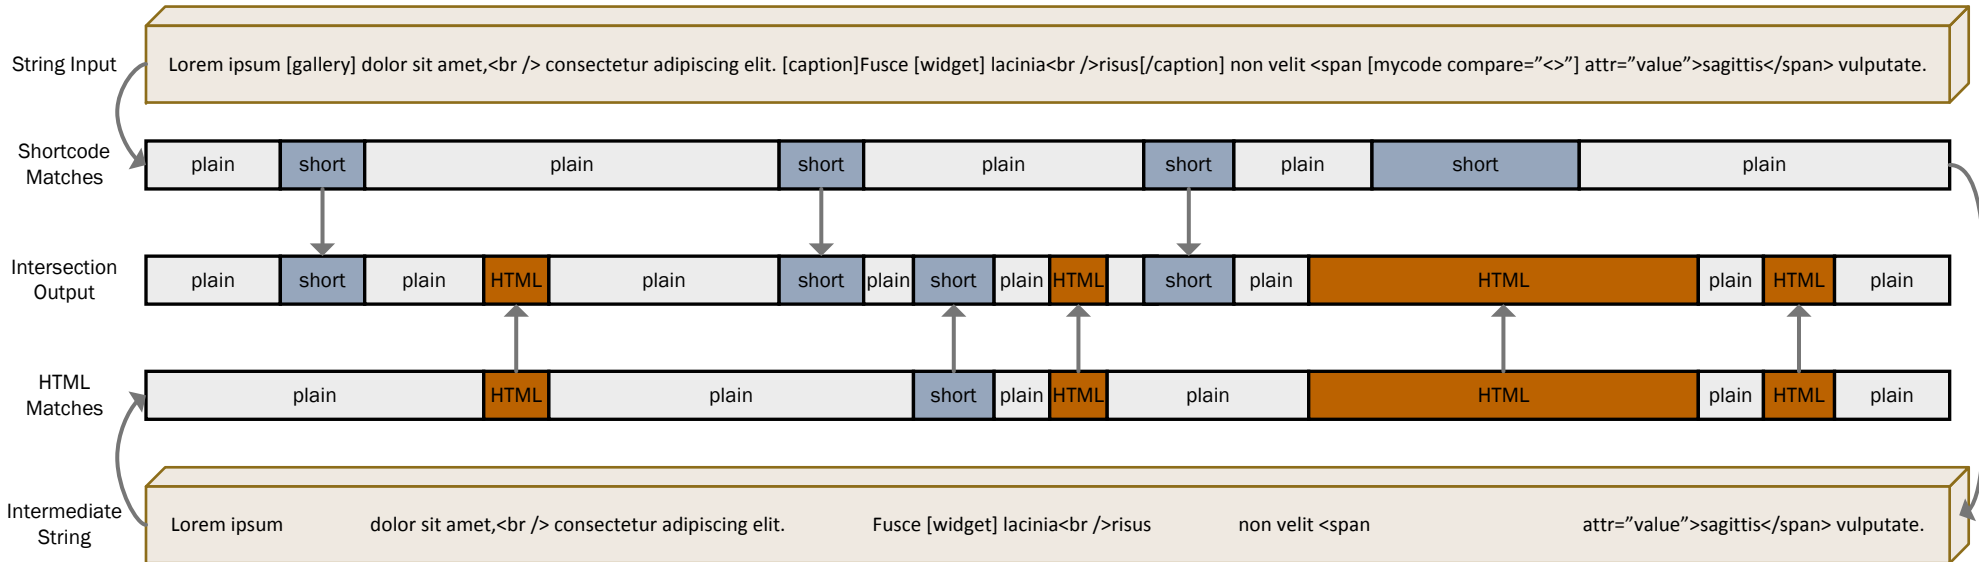 String Input
Lorem ipsum [gallery] dolor sit amet,<br /> consectetur adipiscing elit. [caption]Fusce [widget] lacinia<br />risus[/caption] non velit <span [mycode compare=”<>”] attr=”value”>sagittis</span> vulputate.
Shortcode
Matches
plain short plain short plain short plain short plain
Intersection
Output
plain short plain HTML plain short plain short plain HTML short plain HTML plain HTML plain
HTML
Matches
plain HTML plain short plain HTML plain HTML plain HTML plain
Intermediate
String
Lorem ipsum dolor sit amet,<br /> consectetur adipiscing elit. Fusce [widget] lacinia<br />risus non velit <span attr=”value”>sagittis</span> vulputate.